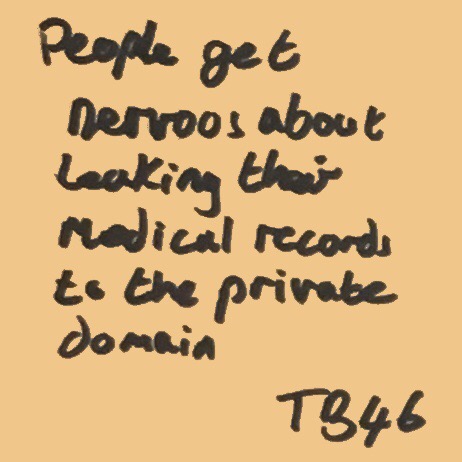 People get
nervous about
leaking their
medical records
to the private
domain
TB46